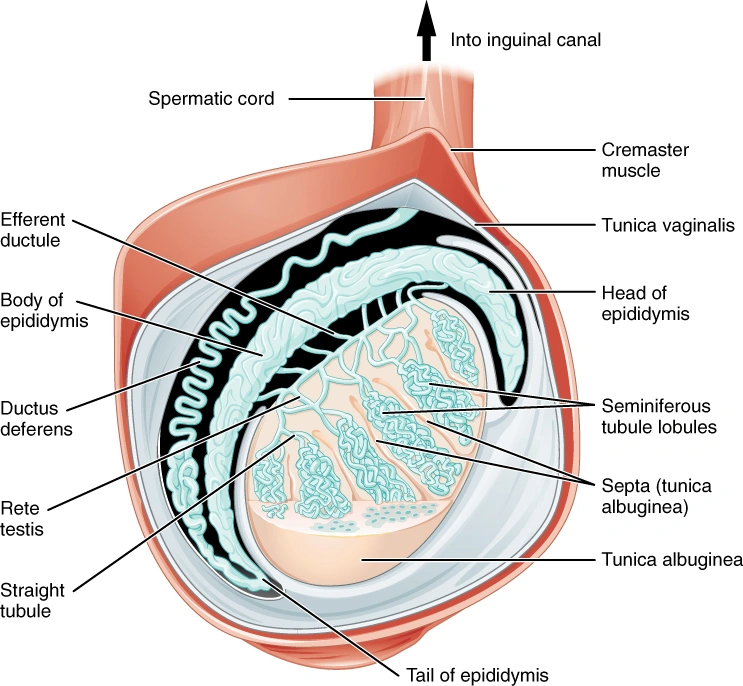 Into inguinal canal
Spermatic cord
Cremaster
muscle
Efferent
ductule
Tunica vaginalis
Body of
epididymis
Head of
epididymis
Ductus
deferens
Seminiferous
tubule lobules
Rete
testis
Septa (tunica
albuginea)
Straight
tubule
Tunica albuginea
Tail of epididymis